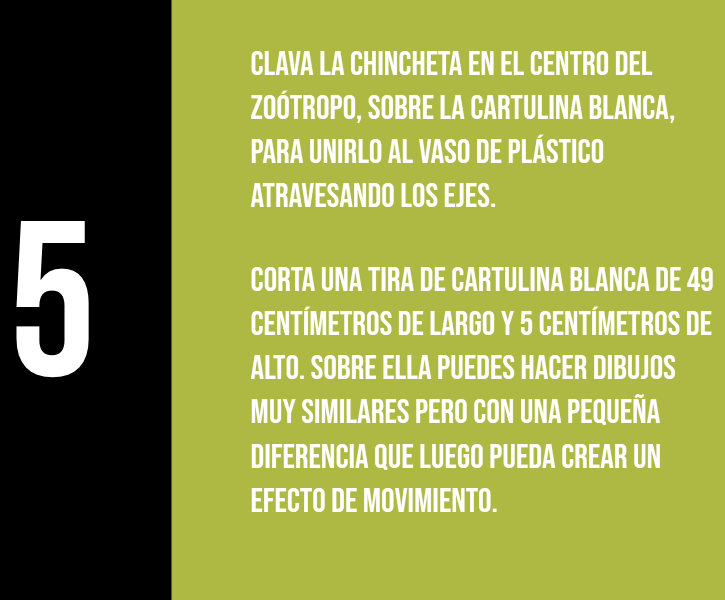 5
CLAVA LA CHINCHETA EN EL CENTRO DEL
ZOÓTROPO, SOBRE LA CARTULINA BLANCA,
PARA UNIRLO AL VASO DE PLÁSTICO
ATRAVESANDO LOS EJES.
CORTA UNA TIRA DE CARTULINA BLANCA DE 49
CENTÍMETROS DE LARGO Y 5 CENTÍMETROS DE
ALTO. SOBRE ELLA PUEDES HACER DIBUJOS
MUY SIMILARES PERO CON UNA PEQUEÑA
DIFERENCIA QUE LUEGO PUEDA CREAR UN
EFECTO DE MOVIMIENTO.